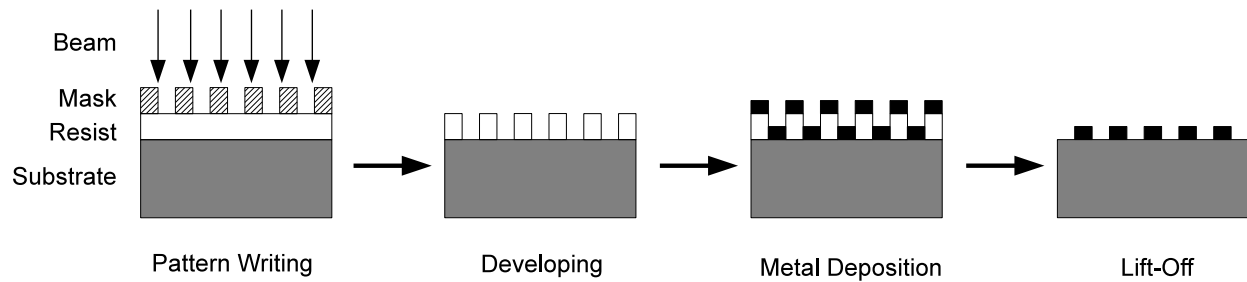 Beam
Mask
Resist
Substrate
Pattern Writing
Developing
Metal Deposition
Lift-Off